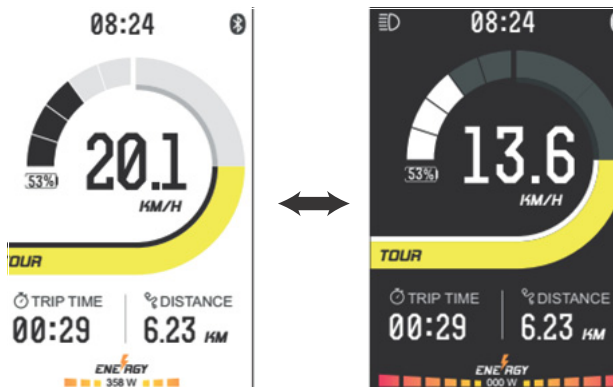 08:24
20.1
53%
KM/H
OUR
TRIP TIME
DISTANCE
00:29
6.23 KM
ENERGY
358 W
08:24
13.6
53%
KM/H
TOUR
TRIP TIME
DISTANCE
00:29
6.23 KM
ENERGY
000 W